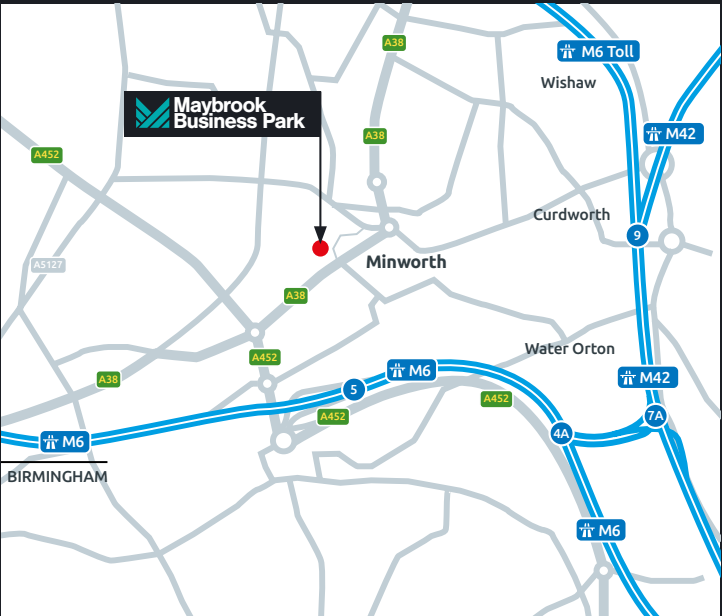 A38
M6 Toll
Wishaw
Maybrook
Business Park
M42
A38
A452
Curdworth
9
A5127
Minworth
A38
Water Orton
A452
M6
M42
A38
5
A452
A452
7A
4A
M6
BIRMINGHAM
M6